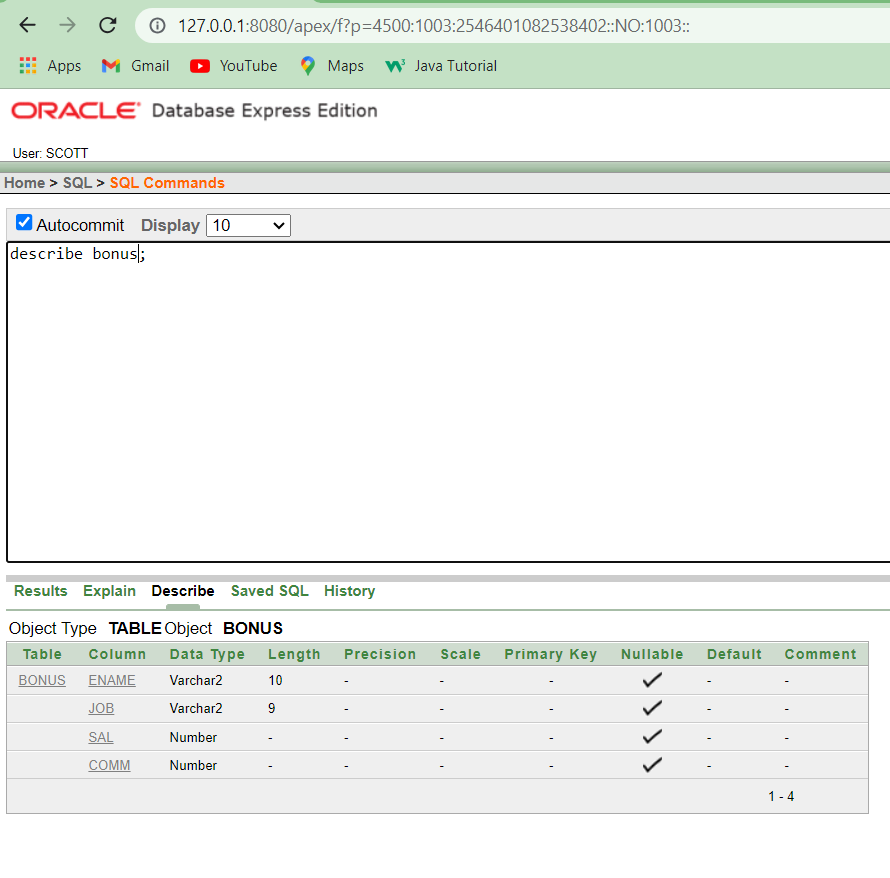 127.0.0.1:8080/apex/f?p=4500:1003:2546401082538402::NO:1003::
Apps Gmail YouTube Maps w3 Java Tutorial
ORACLE Database Express Edition
User: SCOTT
Home > SQL > SQL Commands
Autocommit Display 10
describe bonus;
Results Explain Describe Saved SQL History
Object Type TABLE Object BONUS
Table Column Data Type Length Precision Scale Primary Key Nullable Default Comment
BONUS ENAME Varchar2 10 - - - - -
JOB Varchar2 9 - - - - -
SAL Number - - - - - -
COMM Number - - - - - -
1 - 4